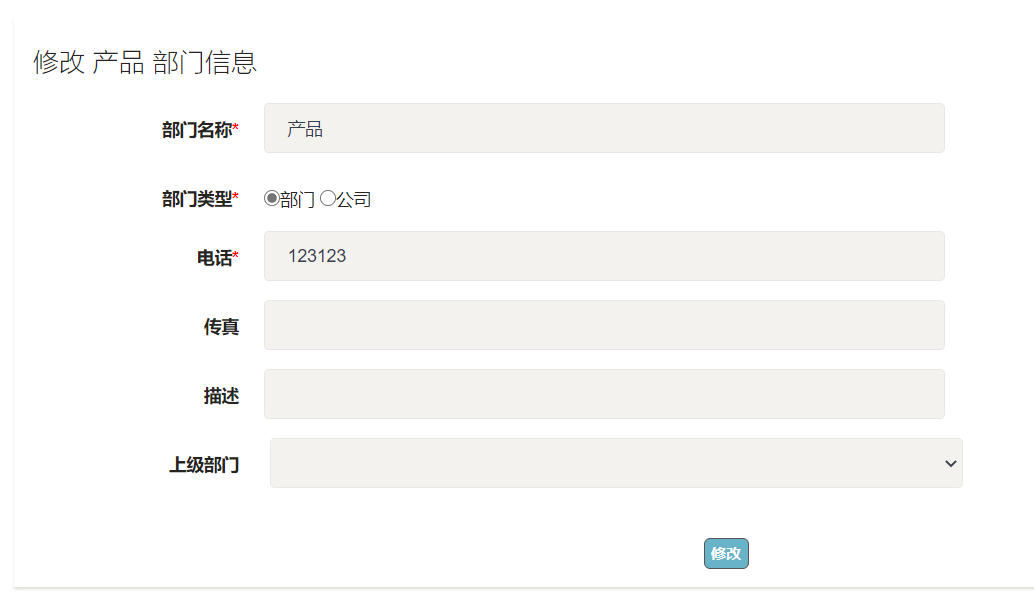 修改 产品 部门信息
部门名称* 产品
部门类型* 部门 公司
电话* 123123
传真
描述
上级部门
修改